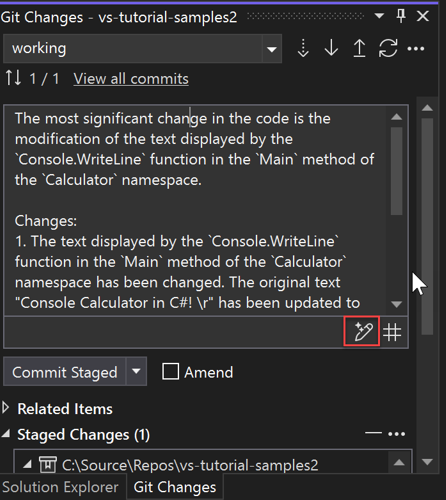 Git Changes - vs-tutorial-samples2
working
1 / 1 View all commits
The most significant change in the code is the
modification of the text displayed by the
`Console.WriteLine` function in the `Main` method of
the `Calculator` namespace.
Changes:
1. The text displayed by the `Console.WriteLine`
function in the `Main` method of the `Calculator`
namespace has been changed. The original text
"Console Calculator in C#! \r" has been updated to
Commit Staged Amend
Related Items
Staged Changes (1)
C:\Source\Repos\vs-tutorial-samples2
Solution Explorer Git Changes